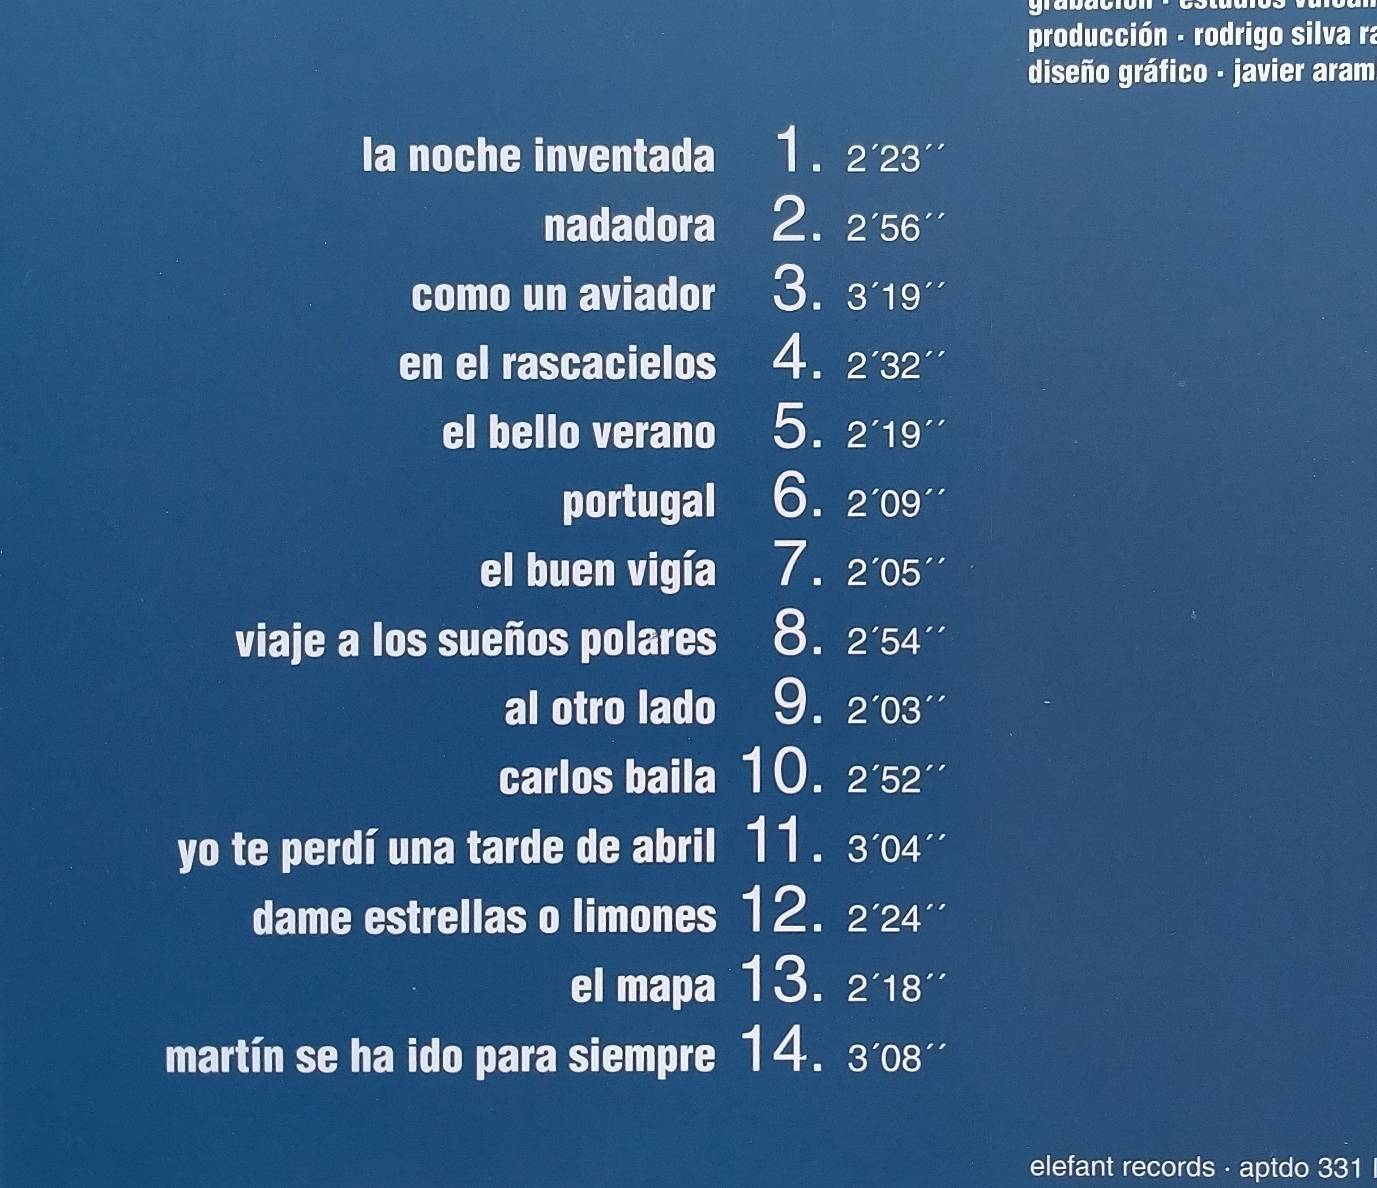 producción · rodrigo silva
diseño gráfico · javier
la noche inventada 1. 2´23´´
nadadora 2. 2´56´´
como un aviador 3. 3´19´´
en el rascacielos 4. 2´32´´
el bello verano 5. 2´19´´
portugal 6. 2´09´´
el buen vigía 7. 2´05´´
viaje a los sueños polares 8. 2´54´´
al otro lado 9. 2´03´´
carlos baila 10. 2´52´´
yo te perdí una tarde de abril 11. 3´04´´
dame estrellas o limones 12. 2´24´´
el mapa 13. 2´18´´
martín se ha ido para siempre 14. 3´08´´
elefant records · aptdo 331